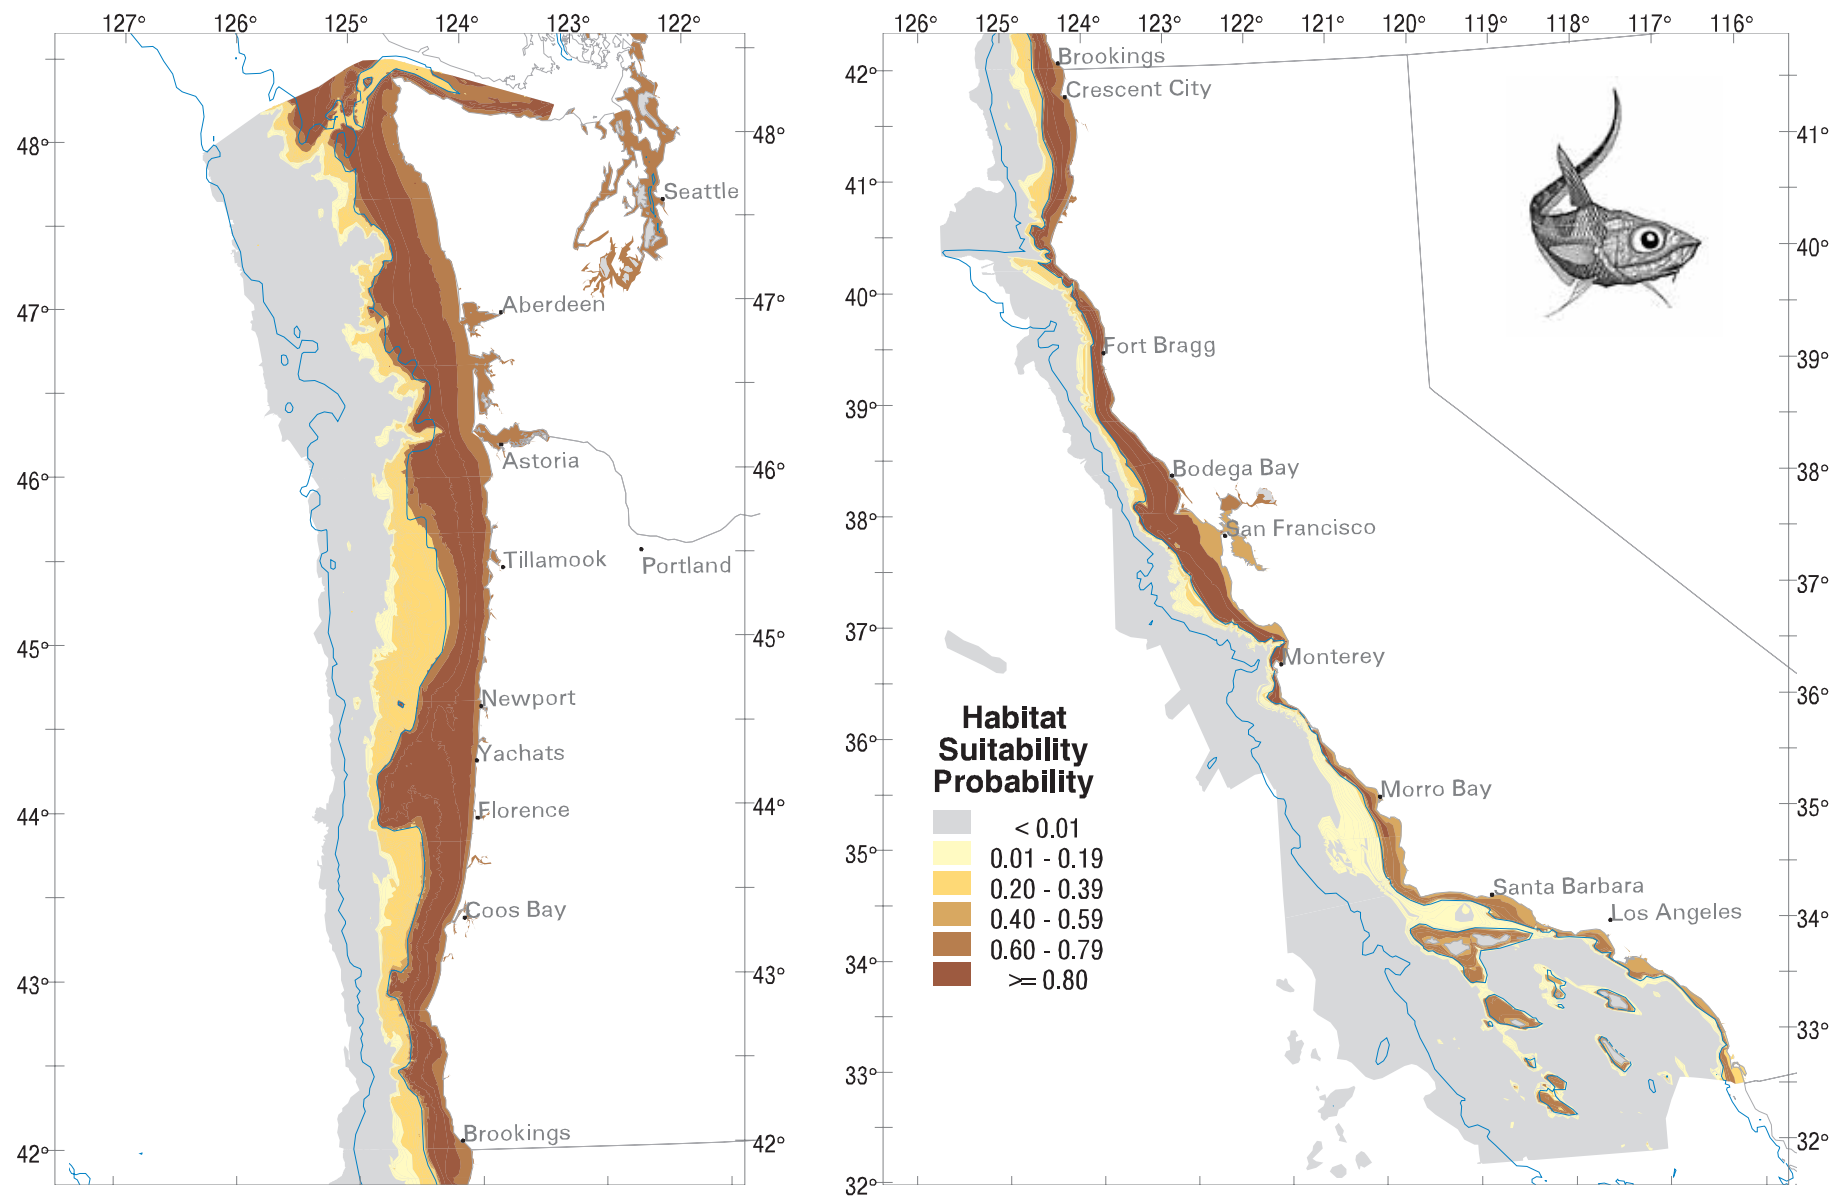 127° 126° 125° 124° 123° 122°
48° 48°
Seattle
47° 47°
Aberdeen
46° 46°
Astoria
Tillamook
Portland
45° 45°
Newport
Yachats
44° 44°
Florence
Coos Bay
43° 43°
Brookings
42° 42°
126° 125° 124° 123° 122° 121° 120° 119° 118° 117° 116°
Brookings
42°
Crescent City
41°
41°
40°
40°
Fort Bragg
39°
39°
Bodega Bay
38°
38°
San Francisco
37°
37°
Monterey
36°
36°
Morro Bay
35°
35°
Santa Barbara
Los Angeles
34°
34°
33°
33°
32°
32°
Habitat
Suitability
Probability
< 0.01
0.01 - 0.19
0.20 - 0.39
0.40 - 0.59
0.60 - 0.79
>= 0.80